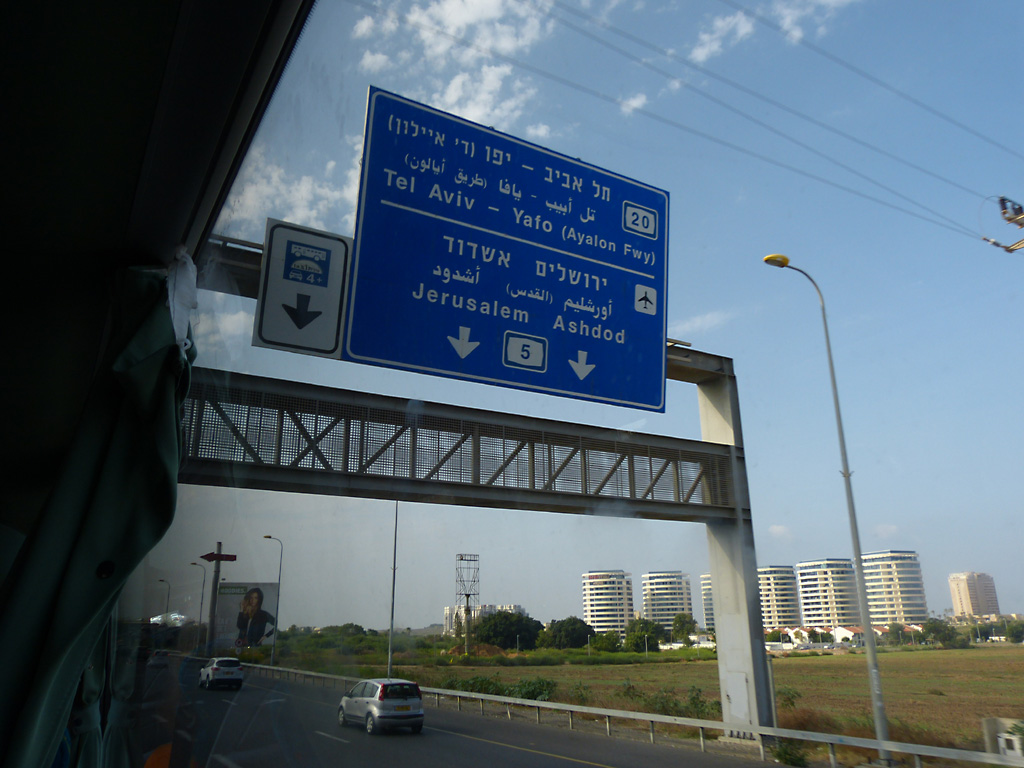 תל אביב - יפו (ד' איילון)
تل أبيب - يافا (طريق أيالون)
Tel Aviv - Yafo (Ayalon Fwy)
20
ירושלים אשדוד
أورشليم (القدس) أشدود
Jerusalem Ashdod
5
4+